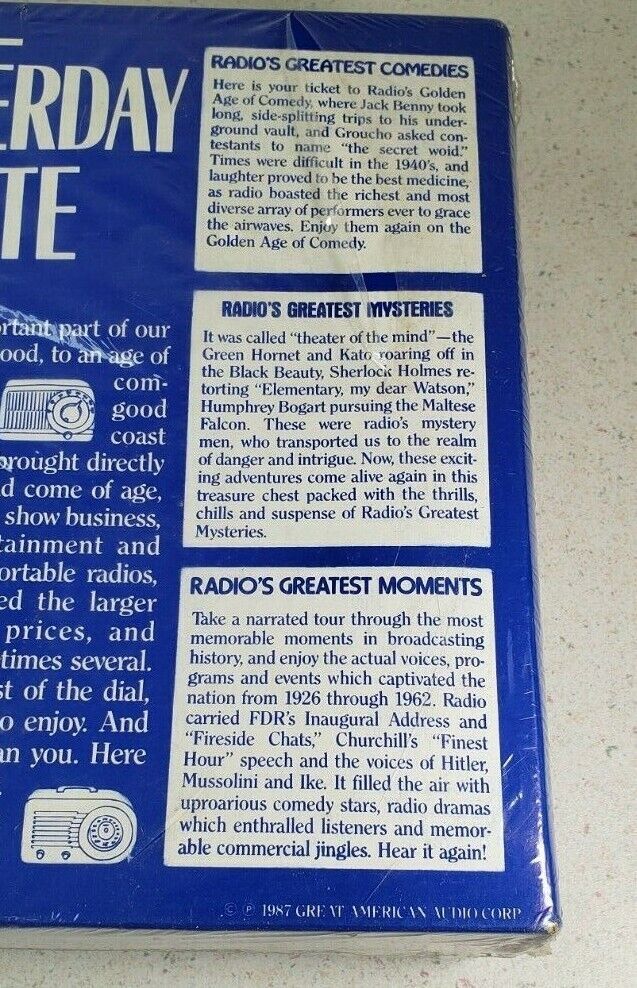 ERDAY
TE
rtant part of our
ood, to an age of
com-
good
coast
rought directly
d come of age,
show business,
tainment and
ortable radios,
ed the larger
prices, and
times several.
st of the dial,
o enjoy. And
an you. Here
RADIO'S GREATEST COMEDIES
Here is your ticket to Radio's Golden
Age of Comedy, where Jack Benny took
long, side-splitting trips to his under-
ground vault, and Groucho asked con-
testants to name "the secret woid."
Times were difficult in the 1940's, and
laughter proved to be the best medicine,
as radio boasted the richest and most
diverse array of performers ever to grace
the airwaves. Enjoy them again on the
Golden Age of Comedy.
RADIO'S GREATEST MYSTERIES
It was called "theater of the mind"—the
Green Hornet and Kato roaring off in
the Black Beauty, Sherlock Holmes re-
torting "Elementary, my dear Watson,"
Humphrey Bogart pursuing the Maltese
Falcon. These were radio's mystery
men, who transported us to the realm
of danger and intrigue. Now, these excit-
ing adventures come alive again in this
treasure chest packed with the thrills,
chills and suspense of Radio's Greatest
Mysteries.
RADIO'S GREATEST MOMENTS
Take a narrated tour through the most
memorable moments in broadcasting
history, and enjoy the actual voices, pro-
grams and events which captivated the
nation from 1926 through 1962. Radio
carried FDR's Inaugural Address and
"Fireside Chats," Churchill's "Finest
Hour" speech and the voices of Hitler,
Mussolini and Ike. It filled the air with
uproarious comedy stars, radio dramas
which enthralled listeners and memor-
able commercial jingles. Hear it again!
© ℗ 1987 GREAT AMERICAN AUDIO CORP